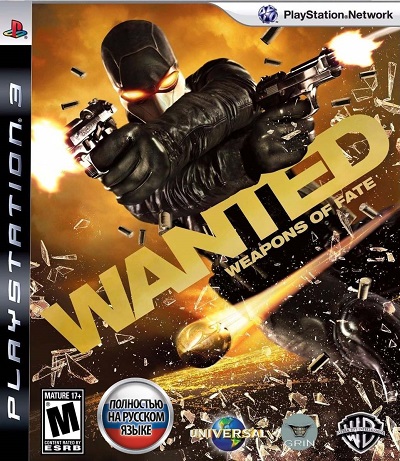 PlayStation®Network
PLAYSTATION 3
WANTED
WEAPONS OF FATE
MATURE 17+
M
®
CONTENT RATED BY
ESRB
ПОЛНОСТЬЮ
НА РУССКОМ
ЯЗЫКЕ
UNIVERSAL
GRIN
WB